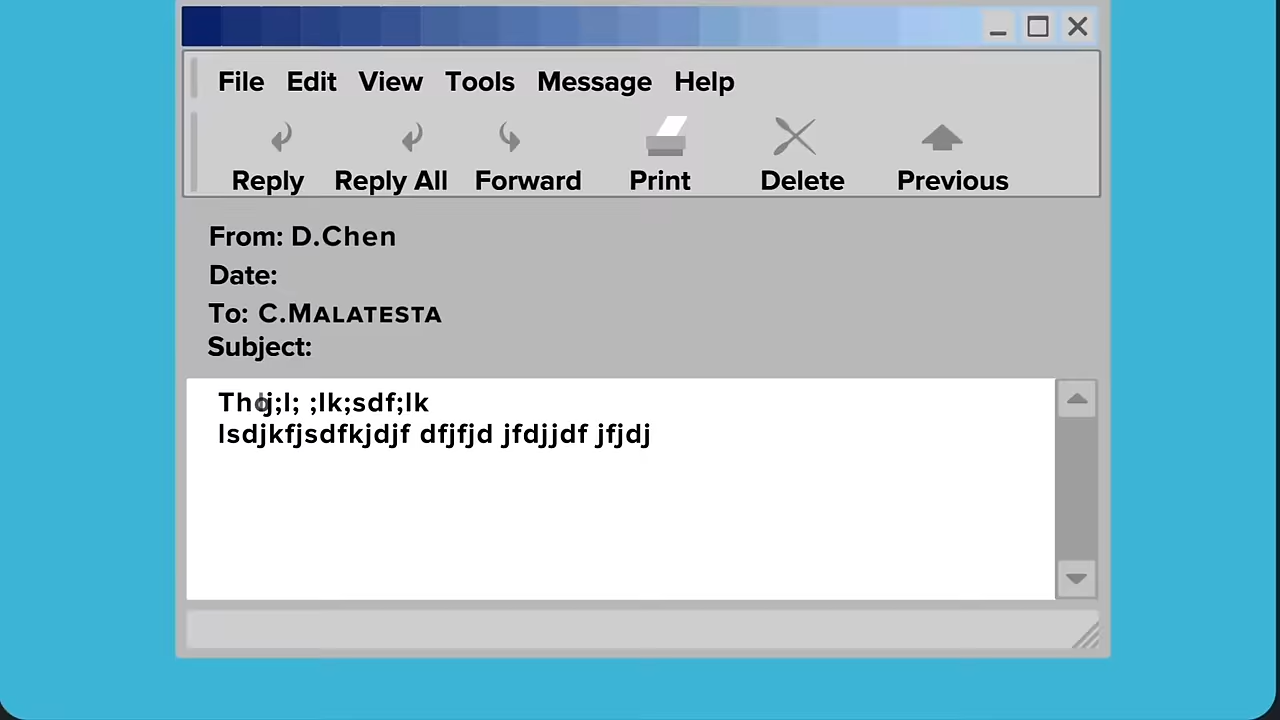 File Edit View Tools Message Help
Reply Reply All Forward Print Delete Previous
From: D.Chen
Date:
To: C.MALATESTA
Subject:
;lk;sdf;lk
lsdjkfjsdfkjdjf dfjfjd jfdjjdf jfjdj